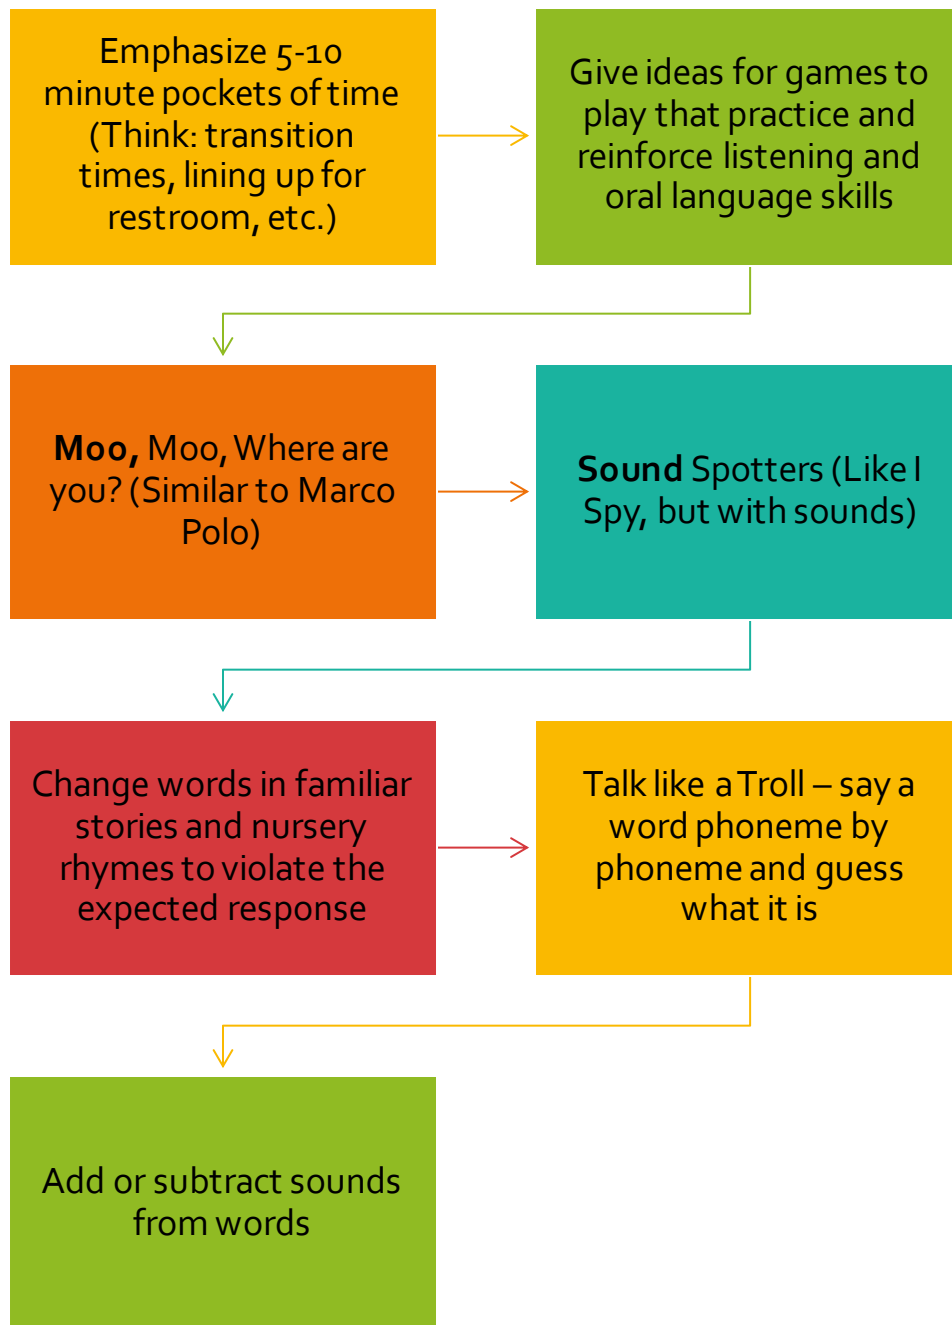 Emphasize 5-10
minute pockets of time
(Think: transition
times, lining up for
restroom, etc.)
Give ideas for games to
play that practice and
reinforce listening and
oral language skills
Moo, Moo, Where are
you? (Similar to Marco
Polo)
Sound Spotters (Like I
Spy, but with sounds)
Change words in familiar
stories and nursery
rhymes to violate the
expected response
Talk like a Troll – say a
word phoneme by
phoneme and guess
what it is
Add or subtract sounds
from words